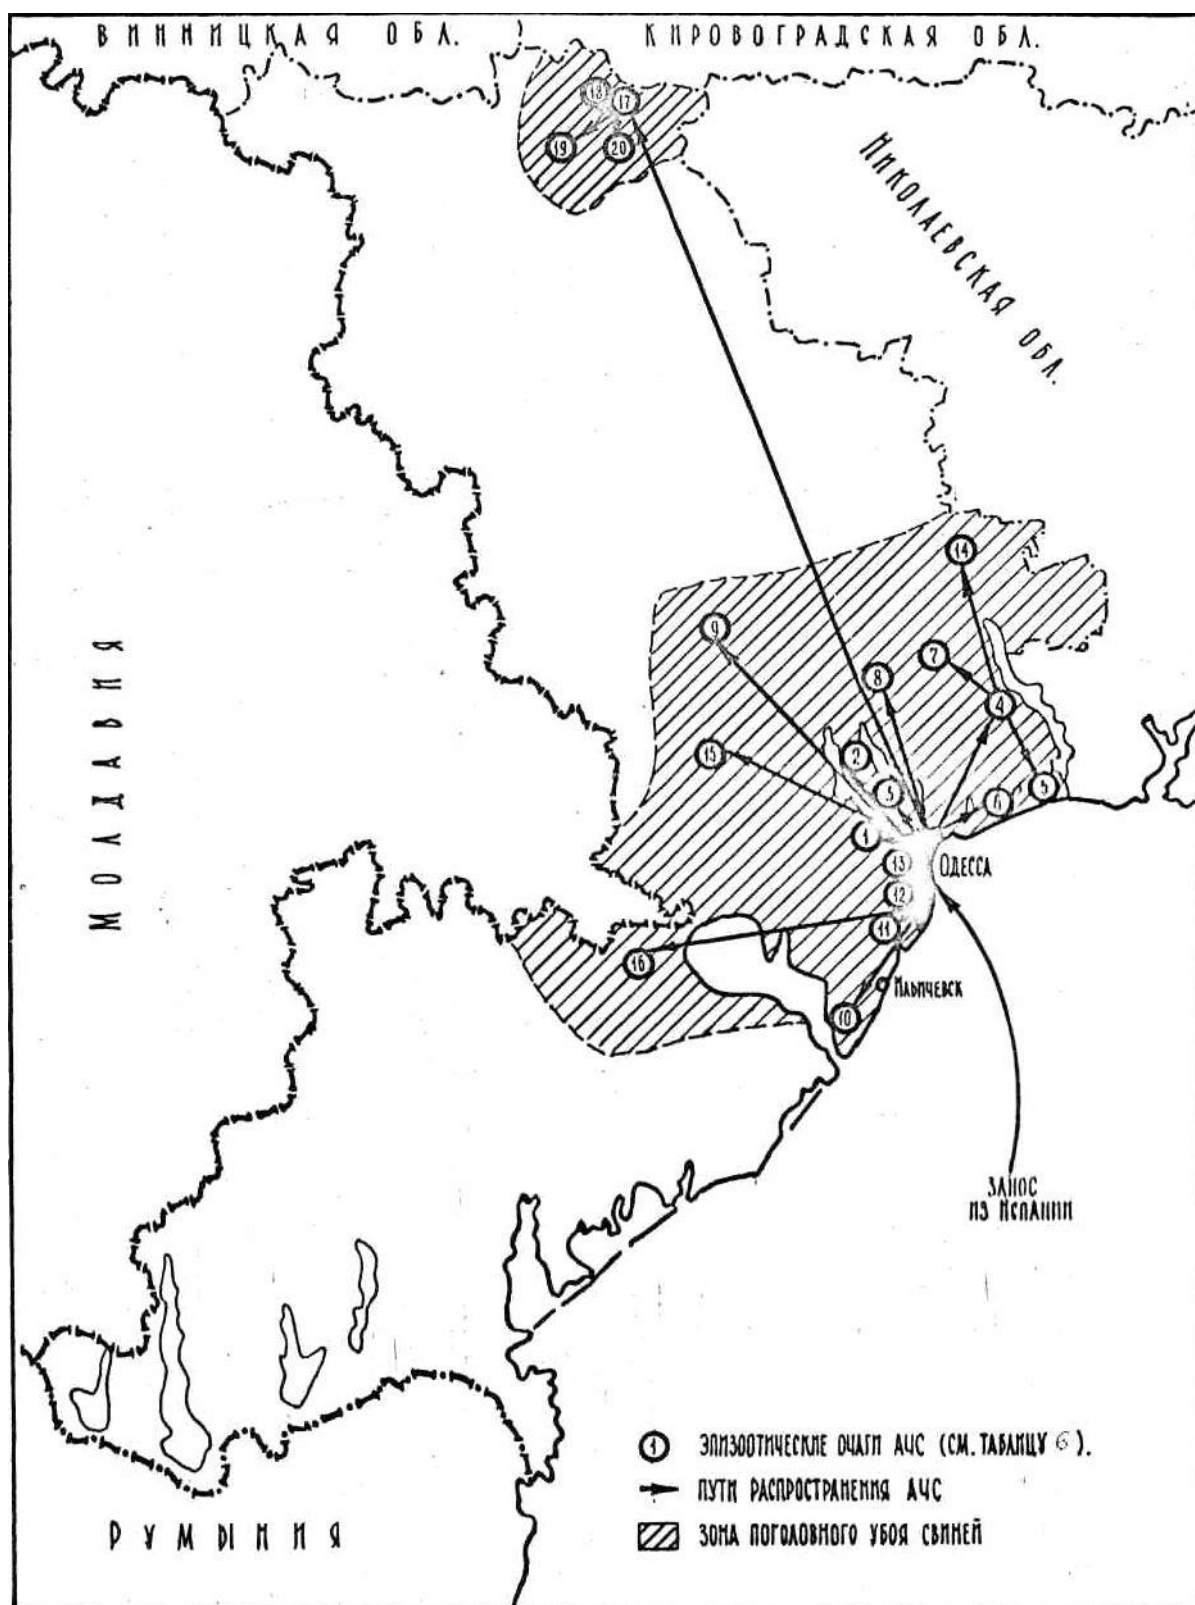 ВИННИЦКАЯ ОБЛ.
КИРОВОГРАДСКАЯ ОБЛ.
НИКОЛАЕВСКАЯ ОБЛ.
МОЛДАВИЯ
18
17
19
20
14
9
7
8
4
15
2
3
5
6
1
13
ОДЕССА
12
11
16
ИЛЬИЧЕВСК
10
ЗАНОС
ИЗ ИСПАНИИ
1 ЭПИЗООТИЧЕСКИЕ ОЧАГИ АЧС (СМ. ТАБЛИЦУ 6).
ПУТИ РАСПРОСТРАНЕНИЯ АЧС
ЗОНА ПОГОЛОВНОГО УБОЯ СВИНЕЙ
РУМЫНИЯ